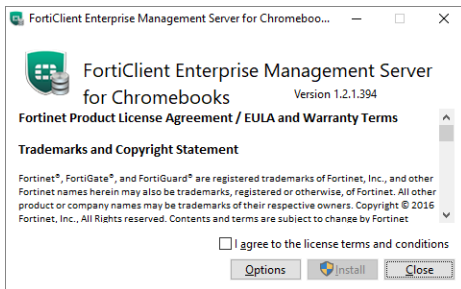 FortiClient Enterprise Management Server for Chromeboo...
FortiClient Enterprise Management Server
for Chromebooks
Version 1.2.1.394
Fortinet Product License Agreement / EULA and Warranty Terms
Trademarks and Copyright Statement
Fortinet®, FortiGate®, and FortiGuard® are registered trademarks of Fortinet, Inc., and other
Fortinet names herein may also be trademarks, registered or otherwise, of Fortinet. All other
product or company names may be trademarks of their respective owners. Copyright © 2016
Fortinet, Inc., All Rights reserved. Contents and terms are subject to change by Fortinet
I agree to the license terms and conditions
Options
Install
Close